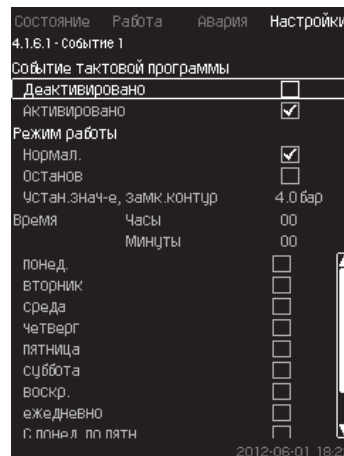 Состояние Работа Авария Настройки
4.1.6.1 - Событие 1
Событие тактовой программы
Деактивировано
Активировано
Режим работы
Нормал.
Останов
Устан.знач-е, замк.контур 4.0 бар
Время Часы 00
Минуты 00
понед.
вторник
среда
четверг
пятница
суббота
воскр.
ежедневно
С понед. по пятн
2012-06-01 18:2